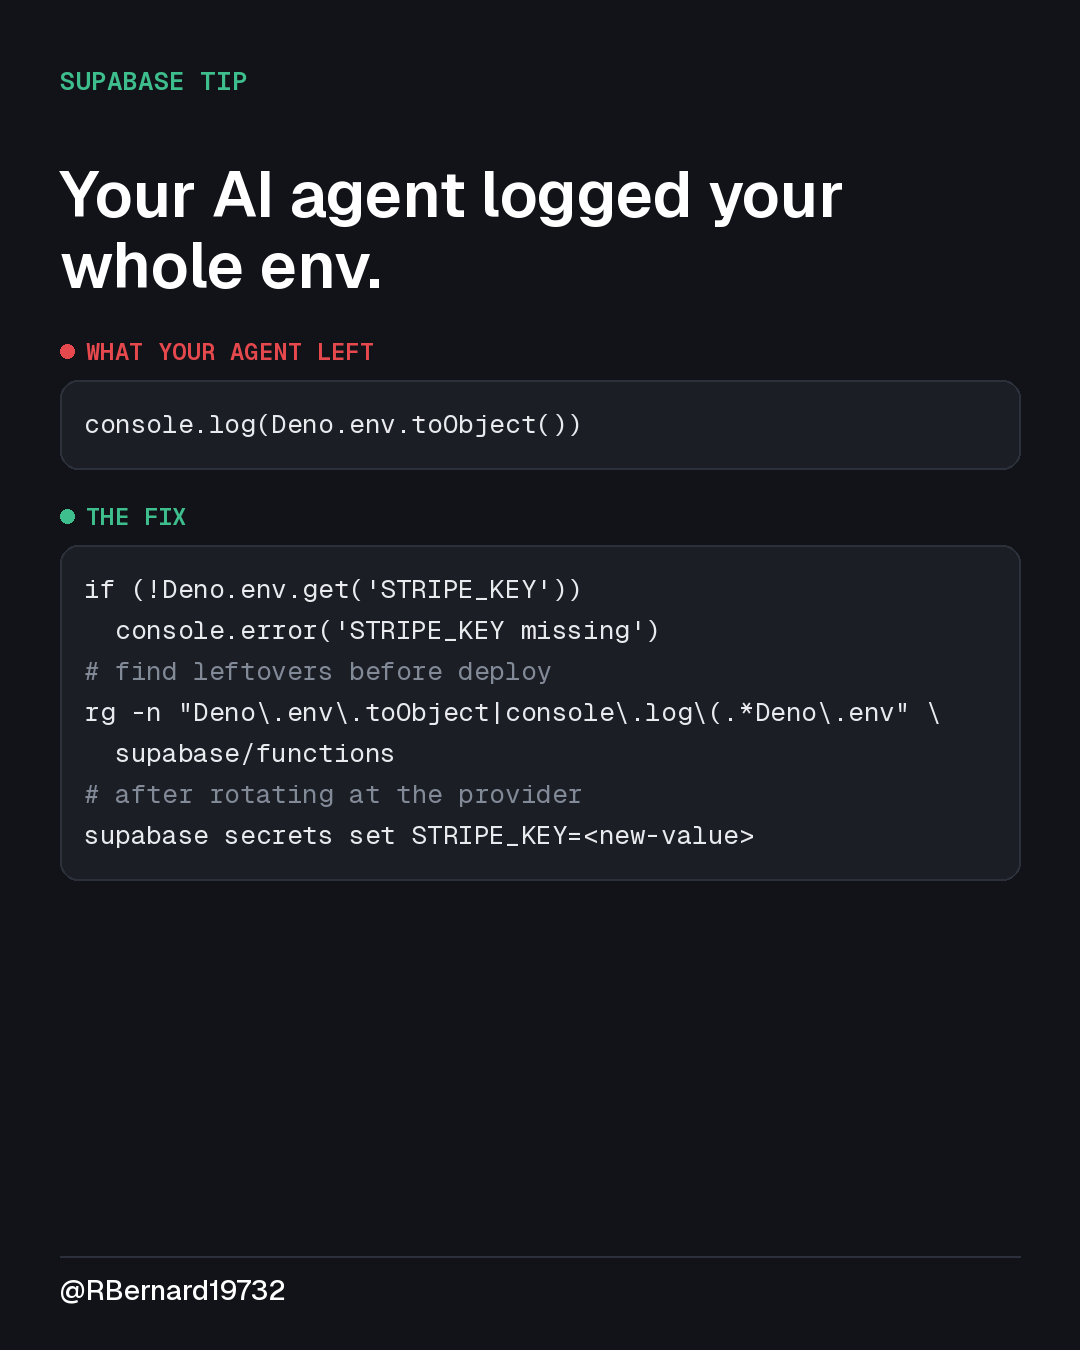 SUPABASE TIP
Your AI agent logged your
whole env.
WHAT YOUR AGENT LEFT
console.log(Deno.env.toObject())
THE FIX
if (!Deno.env.get('STRIPE_KEY'))
  console.error('STRIPE_KEY missing')
# find leftovers before deploy
rg -n "Deno\.env\.toObject|console\.log\(.*Deno\.env" \
  supabase/functions
# after rotating at the provider
supabase secrets set STRIPE_KEY=<new-value>
@RBernard19732